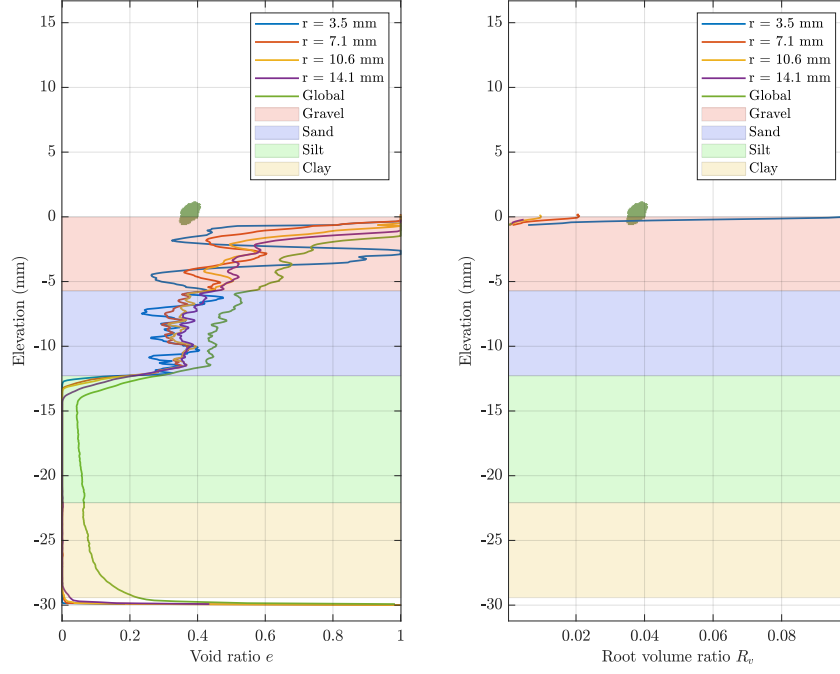 r = 3.5 mm
r = 7.1 mm
r = 10.6 mm
r = 14.1 mm
Global
Gravel
Sand
Silt
Clay
15
10
5
0
-5
-10
-15
-20
-25
-30
Elevation (mm)
0 0.2 0.4 0.6 0.8 1
Void ratio e
r = 3.5 mm
r = 7.1 mm
r = 10.6 mm
r = 14.1 mm
Global
Gravel
Sand
Silt
Clay
15
10
5
0
-5
-10
-15
-20
-25
-30
Elevation (mm)
0.02 0.04 0.06 0.08
Root volume ratio Rv